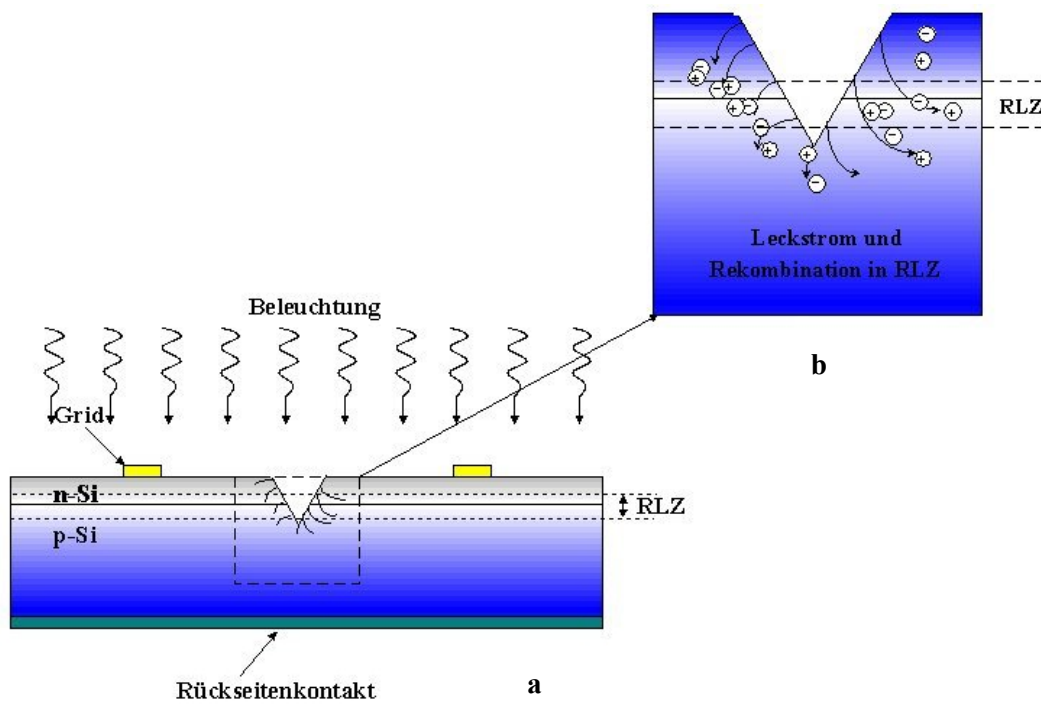 RLZ
Leckstrom und
Rekombination in RLZ
Beleuchtung
b
Grid
n-Si
RLZ
p-Si
Rückseitenkontakt
a